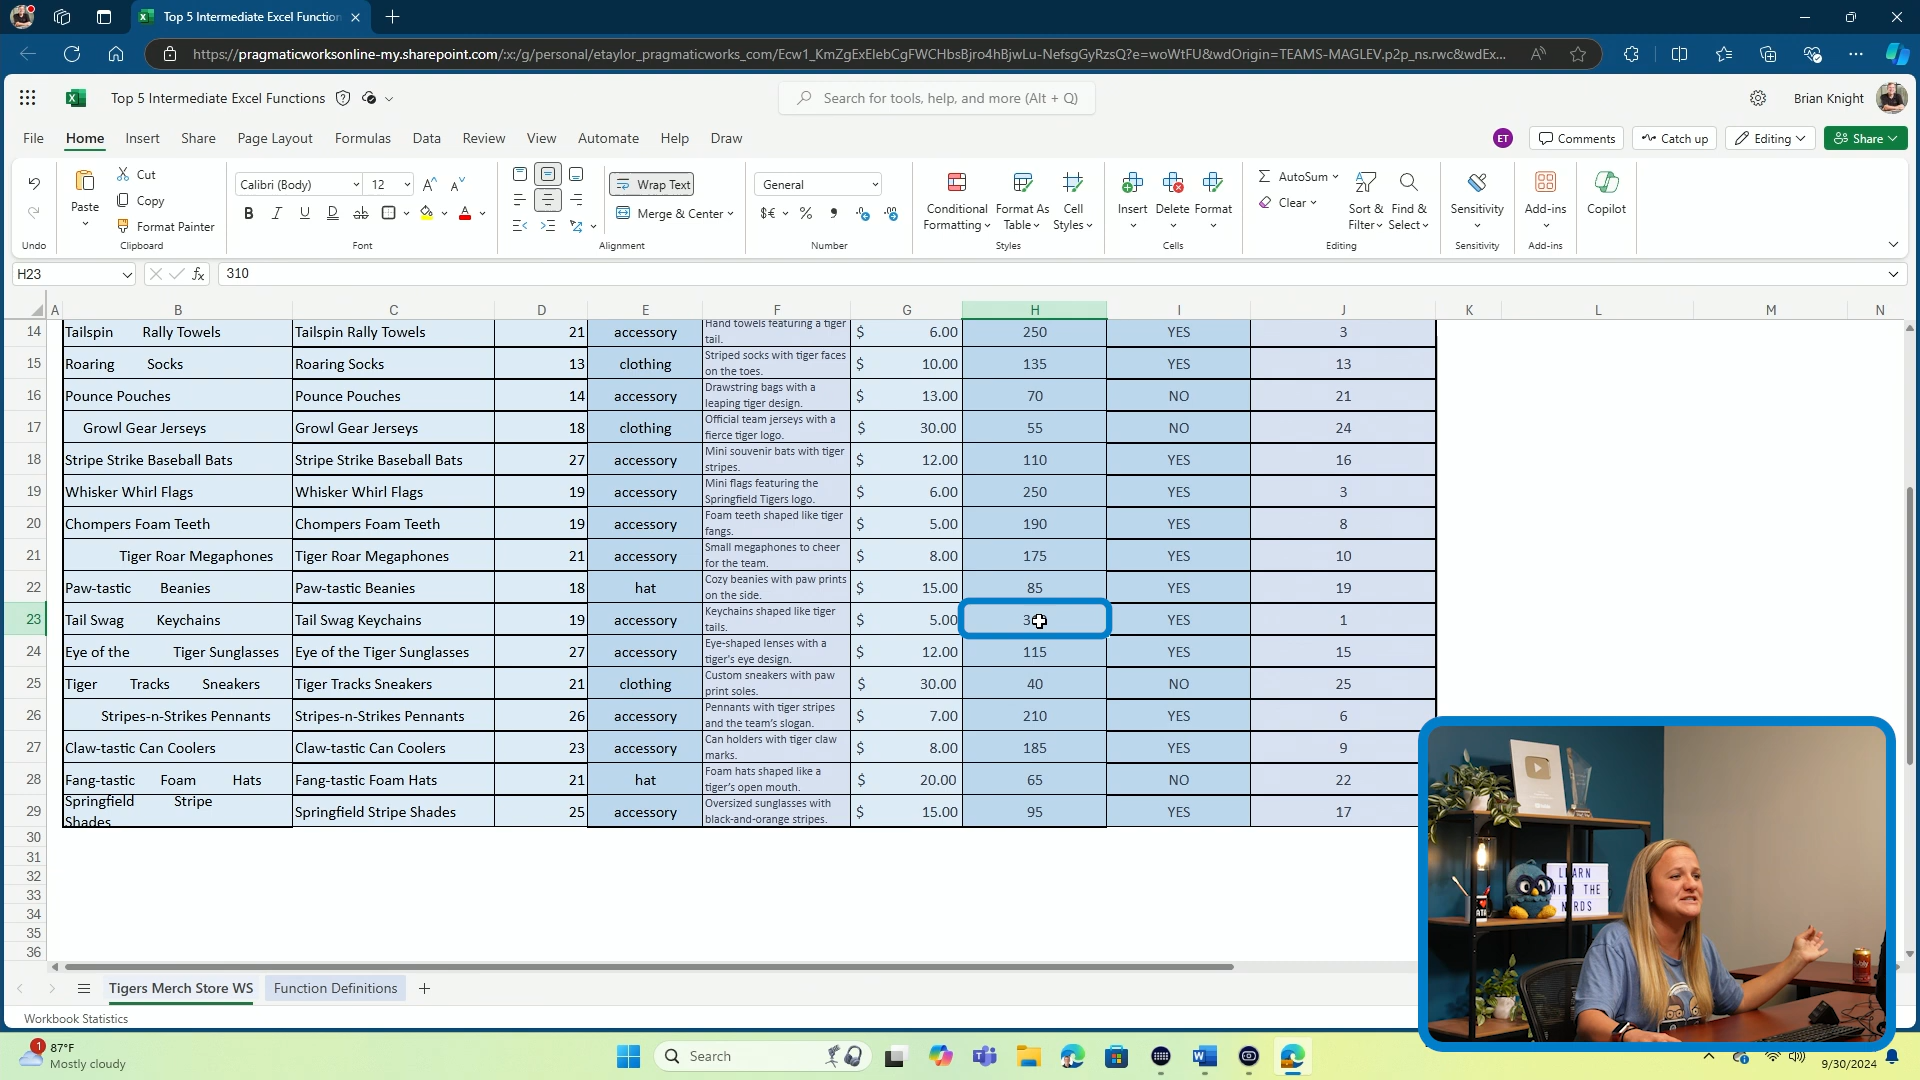 Top 5 Intermediate Excel Function
https://pragmaticworksonline-my.sharepoint.com/:x:/g/personal/etaylor_pragmaticworks_com/Ecw1_KmZgExElebCgFWCHbsBjro4hBjwLu-NefsgGyRzsQ?e=woWtFU&wdOrigin=TEAMS-MAGLEV.p2p_ns.rwc&wdEx...
Top 5 Intermediate Excel Functions
Search for tools, help, and more (Alt + Q)
Brian Knight
File Home Insert Share Page Layout Formulas Data Review View Automate Help Draw
ET Comments Catch up Editing Share
Cut
Copy
Format Painter
Paste
Calibri (Body) 12
B I U D ab A
Wrap Text
Merge & Center
General
$€ % 9
Conditional Formatting
Format As Table
Cell Styles
Insert Delete Format
AutoSum
Clear
Sort & Filter
Find & Select
Sensitivity
Add-ins
Copilot
Undo Clipboard Font Alignment Number Styles Cells Editing Sensitivity Add-ins
H23 fx 310
A B C D E F G H I J K L M N
14 Tailspin Rally Towels Tailspin Rally Towels 21 accessory Hand towels featuring a tiger tail. $ 6.00 250 YES 3
15 Roaring Socks Roaring Socks 13 clothing Striped socks with tiger faces on the toes. $ 10.00 135 YES 13
16 Pounce Pouches Pounce Pouches 14 accessory Drawstring bags with a leaping tiger design. $ 13.00 70 NO 21
17 Growl Gear Jerseys Growl Gear Jerseys 18 clothing Official team jerseys with a fierce tiger logo. $ 30.00 55 NO 24
18 Stripe Strike Baseball Bats Stripe Strike Baseball Bats 27 accessory Mini souvenir bats with tiger stripes. $ 12.00 110 YES 16
19 Whisker Whirl Flags Whisker Whirl Flags 19 accessory Mini flags featuring the Springfield Tigers logo. $ 6.00 250 YES 3
20 Chompers Foam Teeth Chompers Foam Teeth 19 accessory Foam teeth shaped like tiger fangs. $ 5.00 190 YES 8
21 Tiger Roar Megaphones Tiger Roar Megaphones 21 accessory Small megaphones to cheer for the team. $ 8.00 175 YES 10
22 Paw-tastic Beanies Paw-tastic Beanies 18 hat Cozy beanies with paw prints on the side. $ 15.00 85 YES 19
23 Tail Swag Keychains Tail Swag Keychains 19 accessory Keychains shaped like tiger tails. $ 5.00 YES 1
24 Eye of the Tiger Sunglasses Eye of the Tiger Sunglasses 27 accessory Eye-shaped lenses with a tiger's eye design. $ 12.00 115 YES 15
25 Tiger Tracks Sneakers Tiger Tracks Sneakers 21 clothing Custom sneakers with paw print soles. $ 30.00 40 NO 25
26 Stripes-n-Strikes Pennants Stripes-n-Strikes Pennants 26 accessory Pennants with tiger stripes and the team's slogan. $ 7.00 210 YES 6
27 Claw-tastic Can Coolers Claw-tastic Can Coolers 23 accessory Can holders with tiger claw marks. $ 8.00 185 YES 9
28 Fang-tastic Foam Hats Fang-tastic Foam Hats 21 hat Foam hats shaped like a tiger's open mouth. $ 20.00 65 NO 22
29 Springfield Stripe Shades Springfield Stripe Shades 25 accessory Oversized sunglasses with black-and-orange stripes. $ 15.00 95 YES 17
30
31
32
33
34
35
36
LEARN
WITH THE
NERDS
Tigers Merch Store WS Function Definitions
Workbook Statistics
1 87°F
Mostly cloudy
Search
9/30/2024